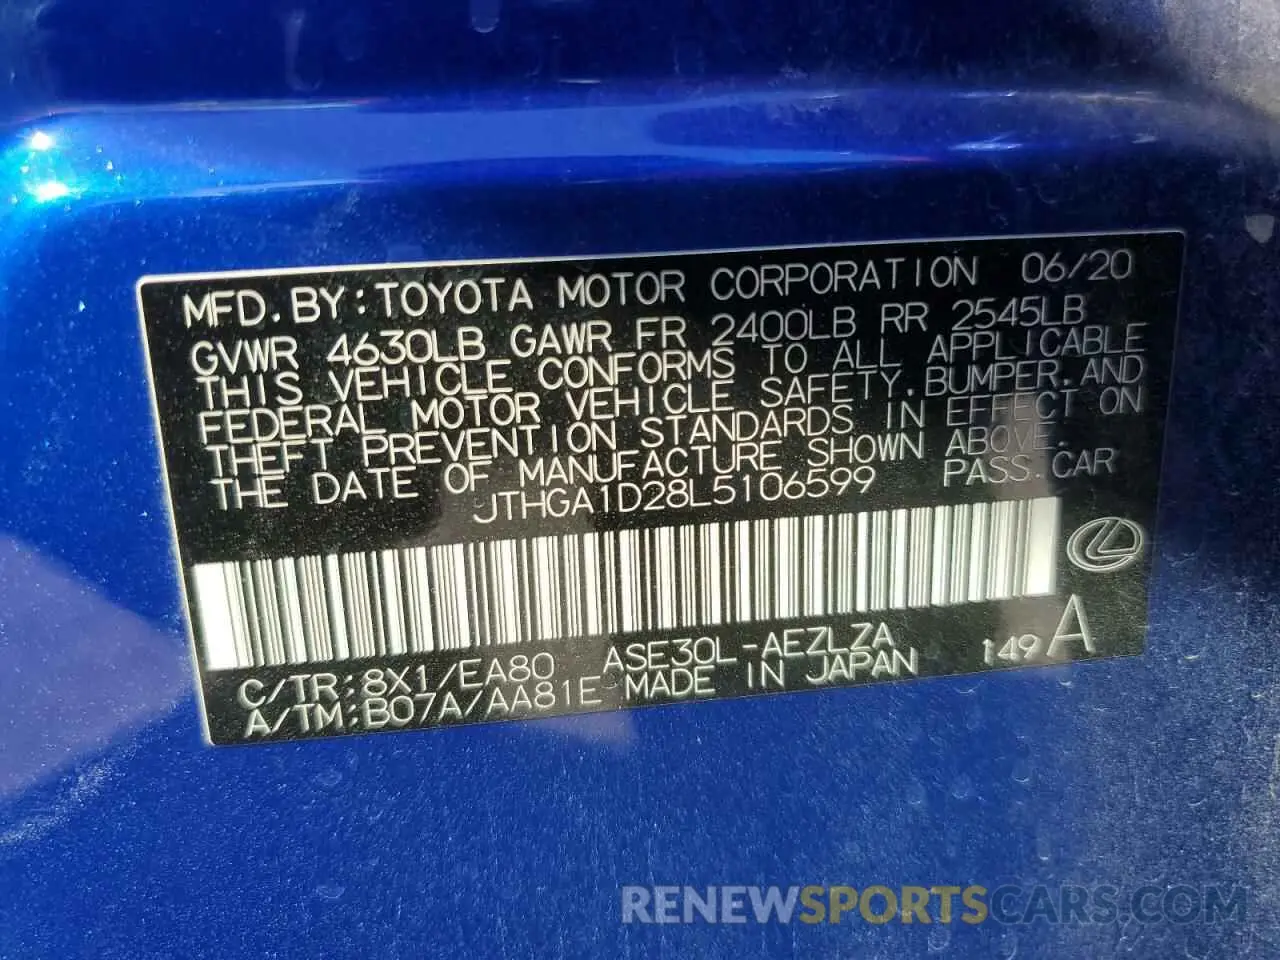 MFD. BY: TOYOTA MOTOR CORPORATION 06/20
GVWR 4630LB GAWR FR 2400LB RR 2545LB
THIS VEHICLE CONFORMS TO ALL APPLICABLE
FEDERAL MOTOR VEHICLE SAFETY, BUMPER, AND
THEFT PREVENTION STANDARDS IN EFFECT ON
THE DATE OF MANUFACTURE SHOWN ABOVE.
JTHGA1D28L5106599 PASS. CAR
C/TR: 8X1/EA80 ASE30L-AEZLZA 149 A
A/TM: B07A/AA81E MADE IN JAPAN
RENEWSPORTSCARS.COM